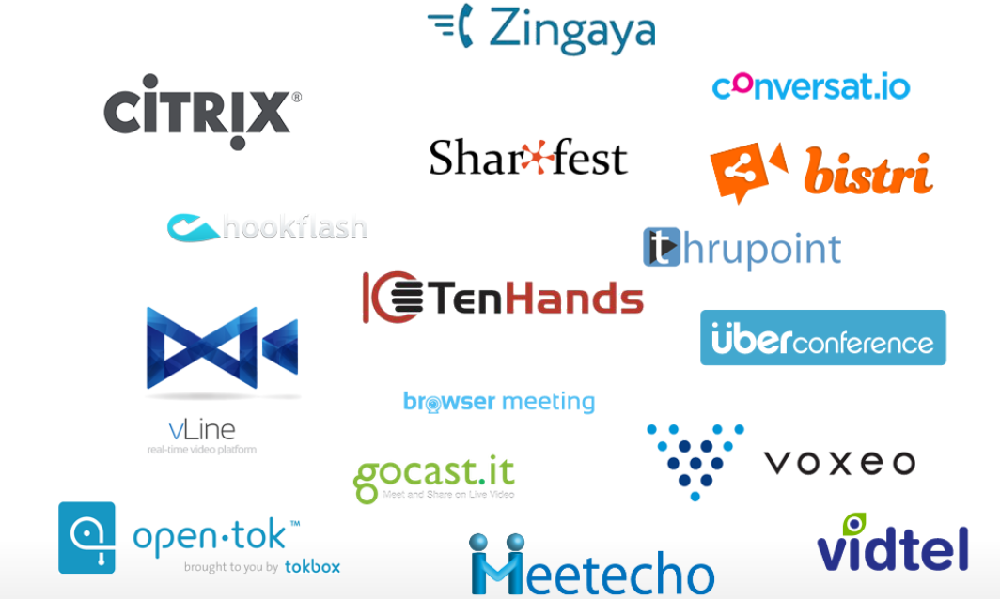 Zingaya
CiTRIX®
conversat.io
Sharefest
bistri
hookflash
thrupoint
TenHands
überconference
browser meeting
vLine
real-time video platform
voxeo
gocast.it
Meet and Share on Live Video
open·tok™
brought to you by tokbox
Meetecho
vidtel